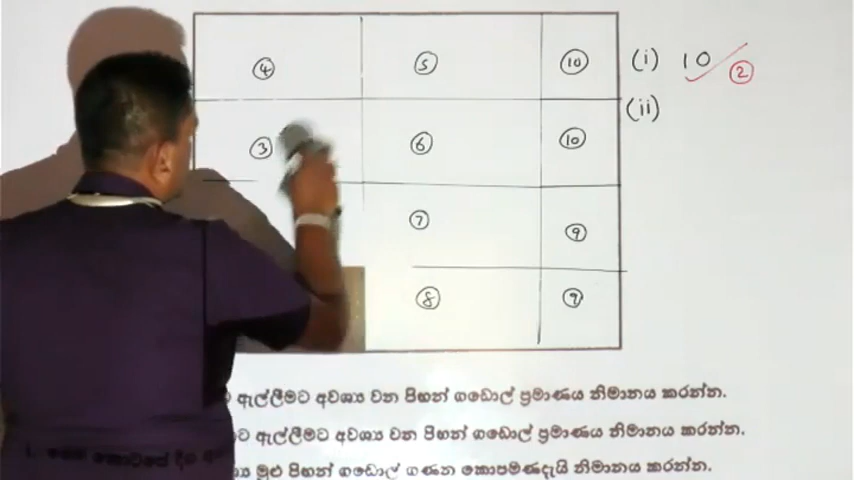 ④ ⑤ ⑩ (i) 10 ②
(ii)
③ ⑥ ⑩
⑦ ⑨
⑧ ⑨
ඇල්ලීමට අවශ්‍ය වන පිඟන් ගඩොල් ප්‍රමාණය නිමානය කරන්න.
ඇල්ලීමට අවශ්‍ය වන පිඟන් ගඩොල් ප්‍රමාණය නිමානය කරන්න.
මුළු පිඟන් ගඩොල් ගණන කොපමණදැයි නිමානය කරන්න.